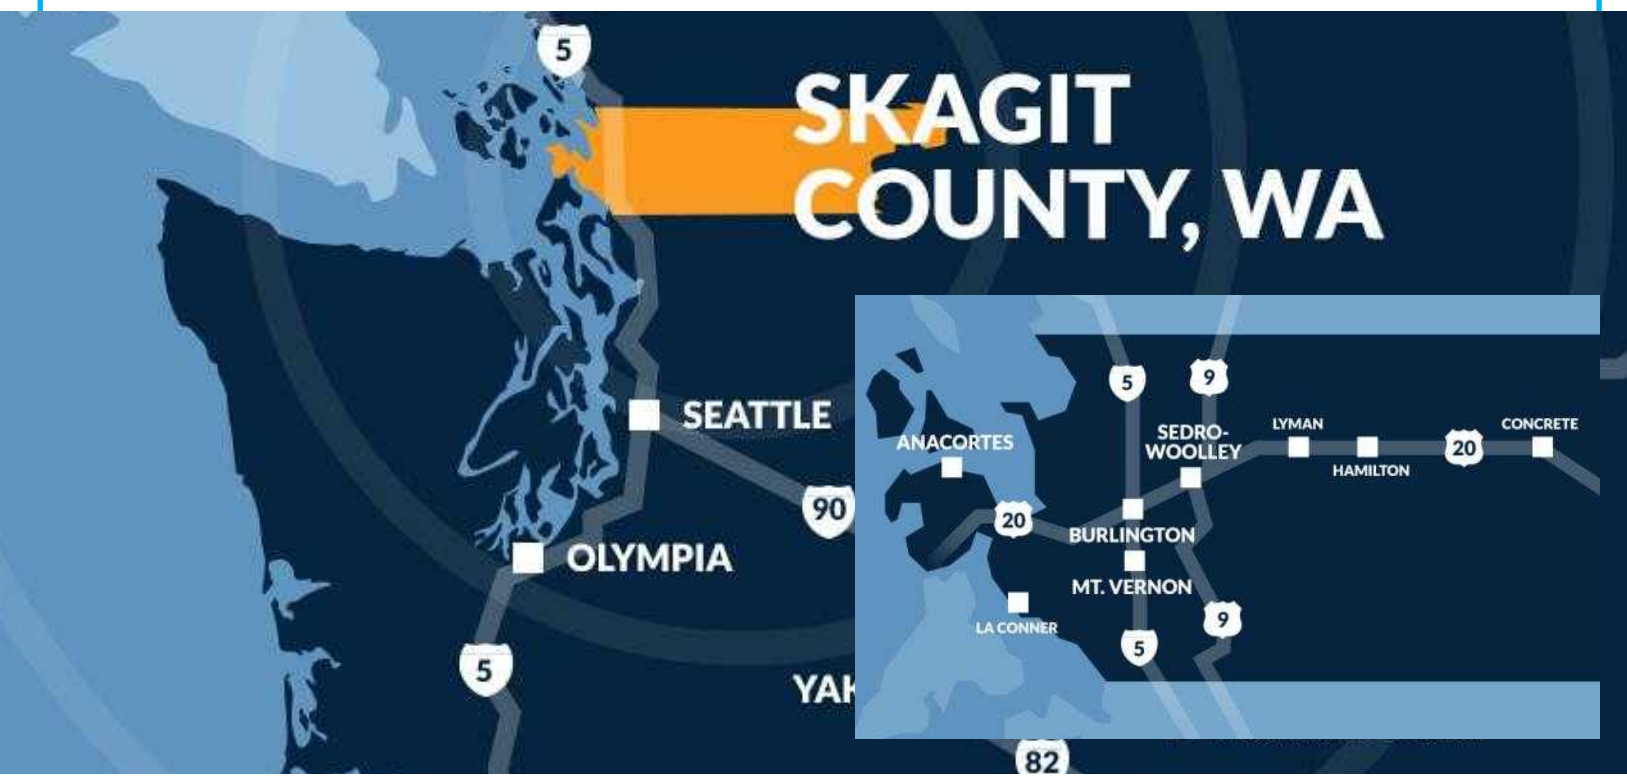 5
SKAGIT
COUNTY, WA
SEATTLE
90
OLYMPIA
5
YAK
82
5
9
ANACORTES
SEDRO-
WOOLLEY
LYMAN
HAMILTON
20
CONCRETE
20
BURLINGTON
MT. VERNON
LA CONNER
9
5